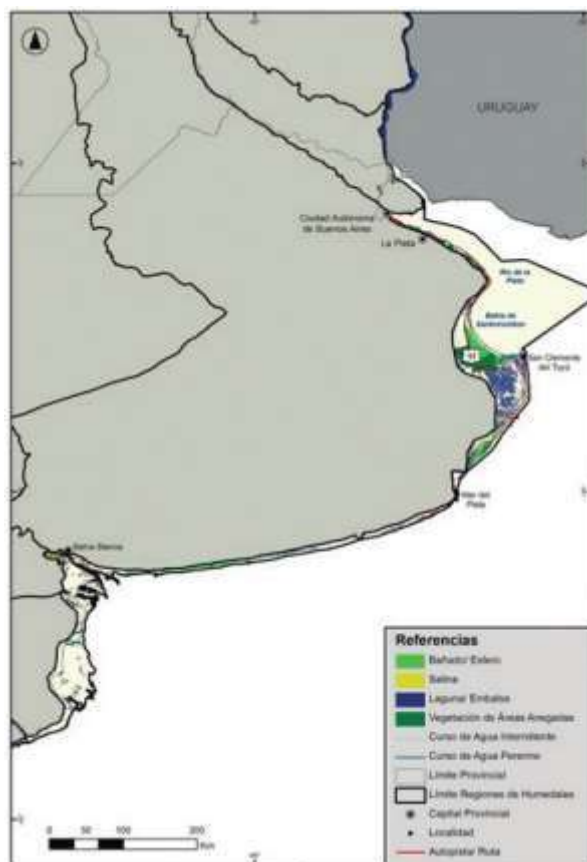 URUGUAY
Ciudad Autónoma
de Buenos Aires
La Plata
Río de la
Plata
Bahía de
Samborombón
11
San Clemente
del Tuyú
Mar del
Plata
Bahía Blanca
Referencias
Bañado/ Estero
Salina
Laguna/ Embalse
Vegetación de Áreas Anegadas
Curso de Agua Intermitente
Curso de Agua Perenne
Límite Provincial
Límite Regiones de Humedales
Capital Provincial
Localidad
Autopista/ Ruta
0
50
100
200
Km